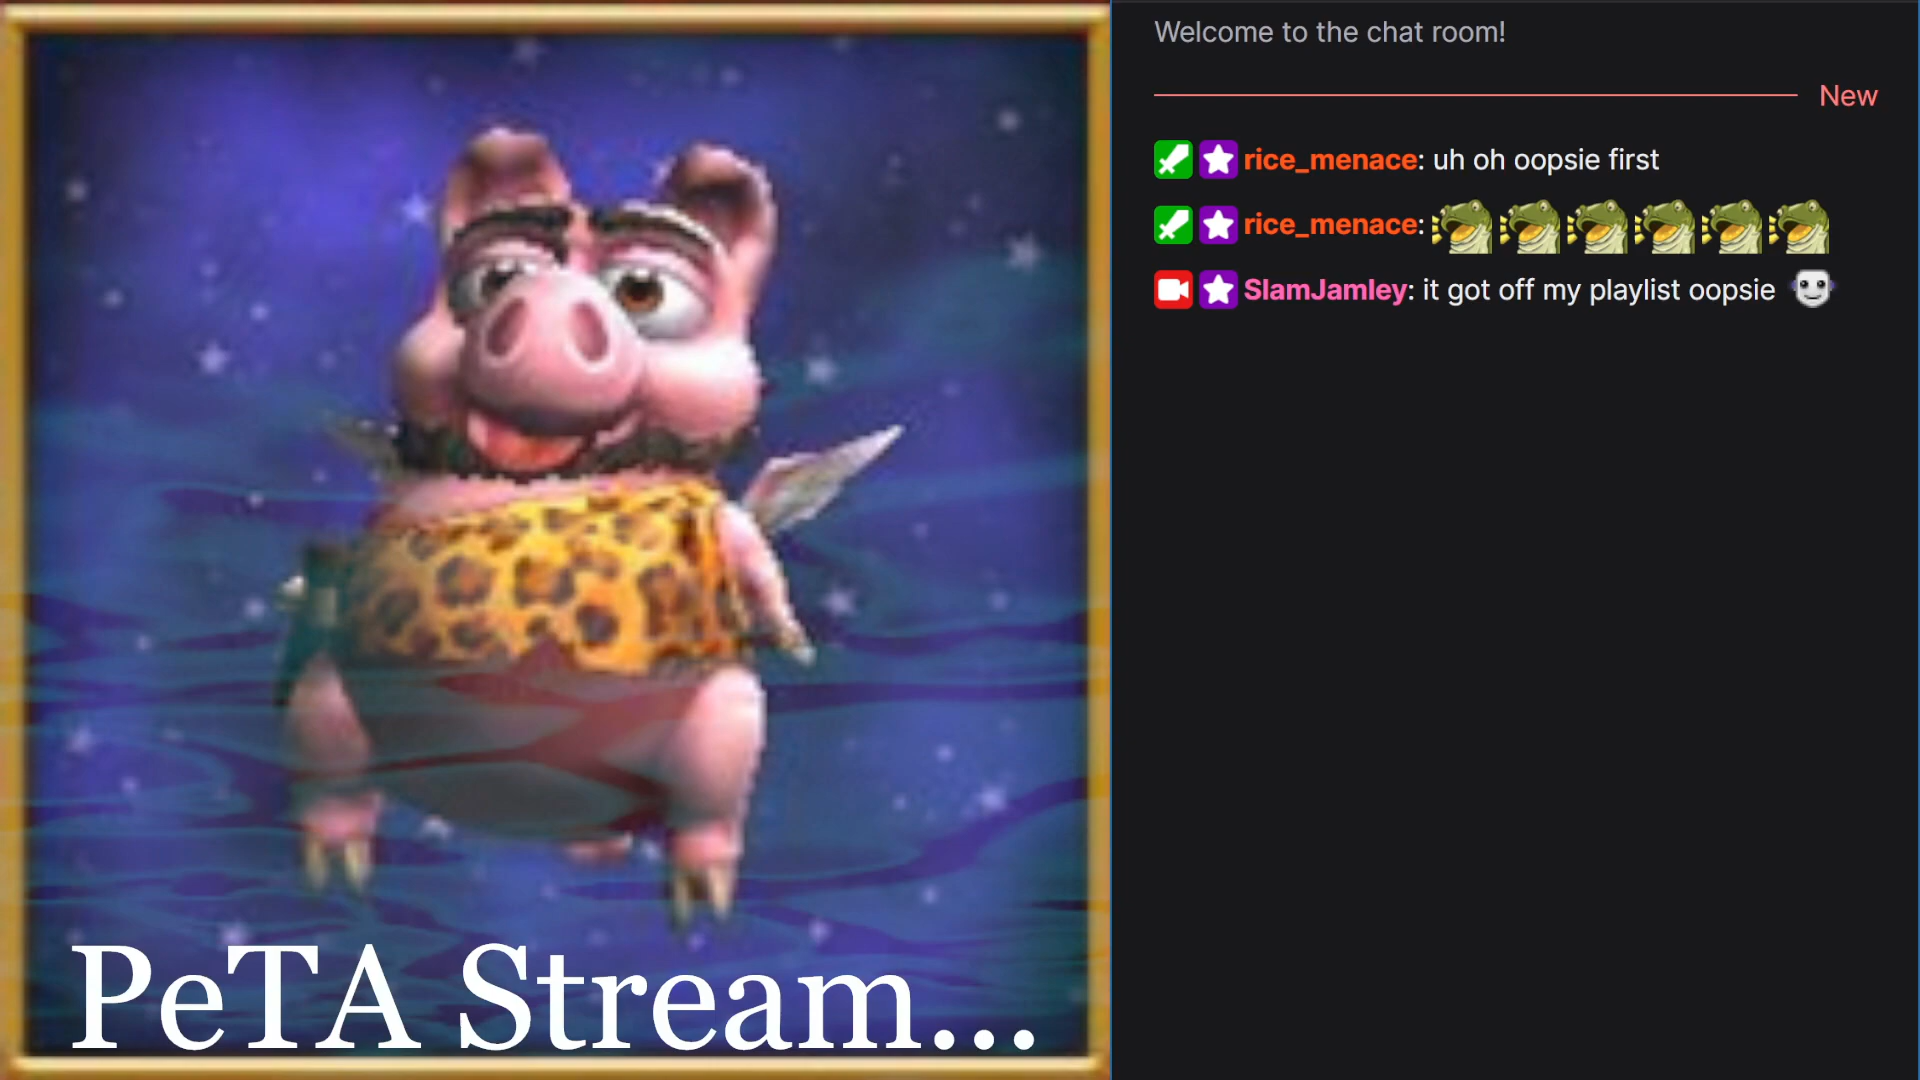 PeTA Stream...
Welcome to the chat room!
New
rice_menace: uh oh oopsie first
rice_menace:
SlamJamley: it got off my playlist oopsie